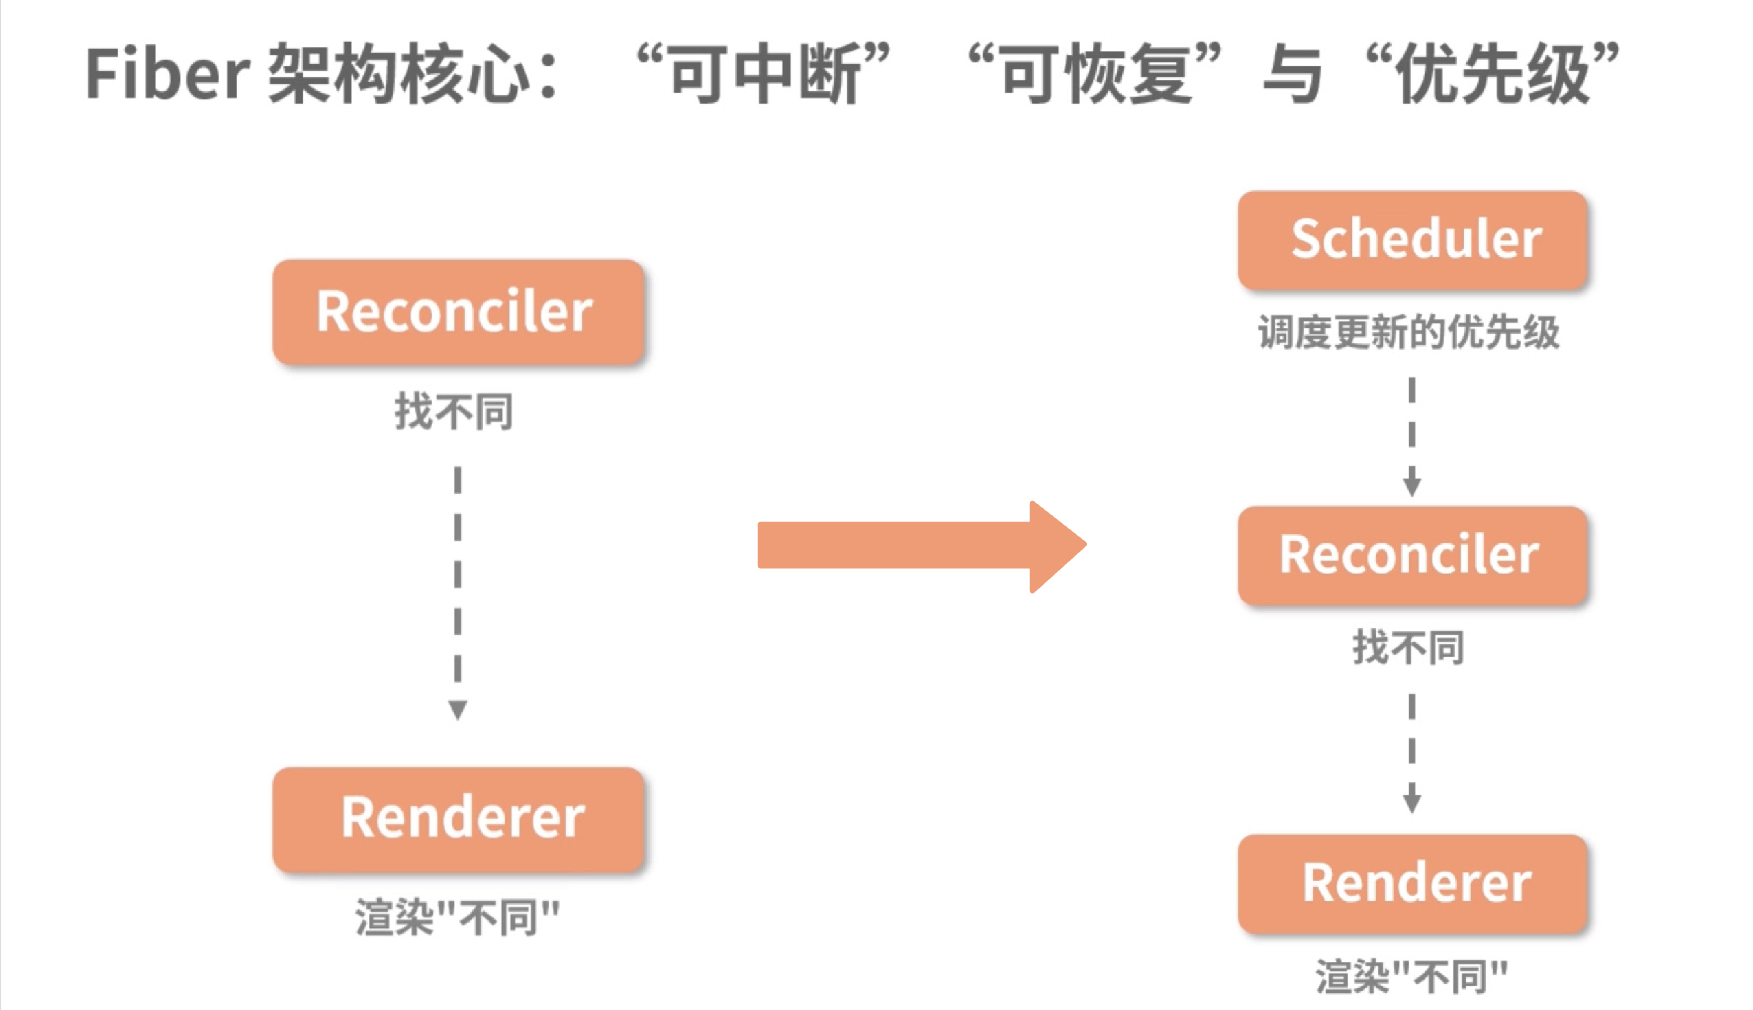 Fiber 架构核心：“可中断”“可恢复”与“优先级”
Reconciler
找不同
Renderer
渲染"不同"
Scheduler
调度更新的优先级
Reconciler
找不同
Renderer
渲染"不同"